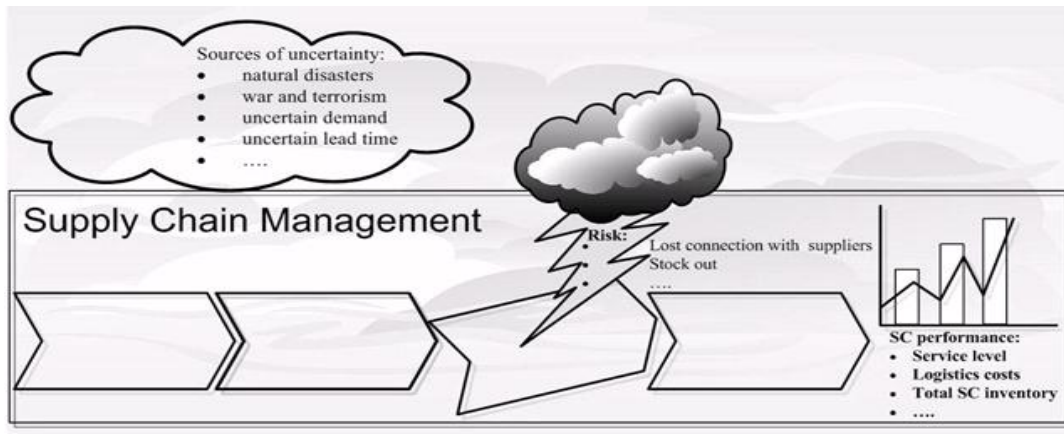 Sources of uncertainty:
• natural disasters
• war and terrorism
• uncertain demand
• uncertain lead time
• ....
Supply Chain Management
Risk:
• Lost connection with suppliers
• Stock out
• ....
SC performance:
• Service level
• Logistics costs
• Total SC inventory
• ....